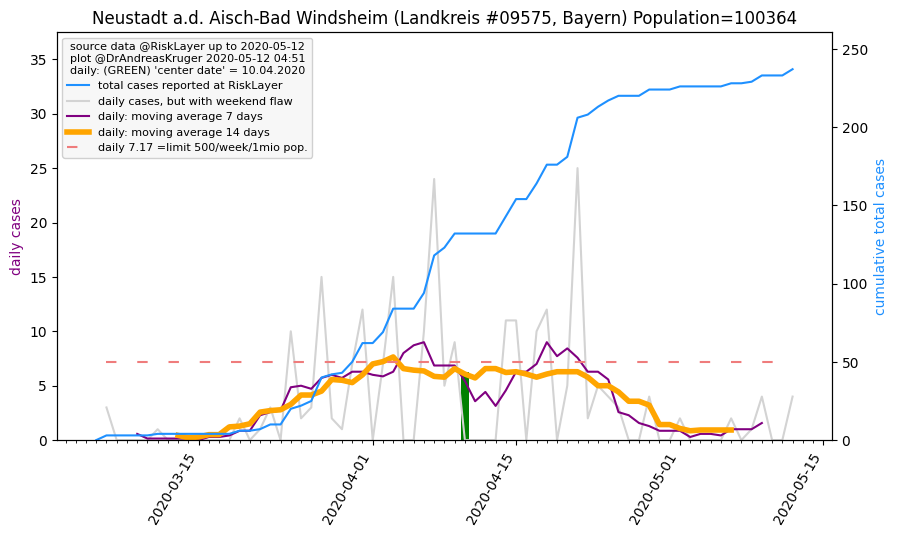 Neustadt a.d. Aisch-Bad Windsheim (Landkreis #09575, Bayern) Population=100364
source data @RiskLayer up to 2020-05-12
plot @DrAndreasKruger 2020-05-12 04:51
daily: (GREEN) 'center date' = 10.04.2020
total cases reported at RiskLayer
daily cases, but with weekend flaw
daily: moving average 7 days
daily: moving average 14 days
daily 7.17 =limit 500/week/1mio pop.
daily cases
35
30
25
20
15
10
5
0
cumulative total cases
250
200
150
100
50
0
2020-03-15
2020-04-01
2020-04-15
2020-05-01
2020-05-15